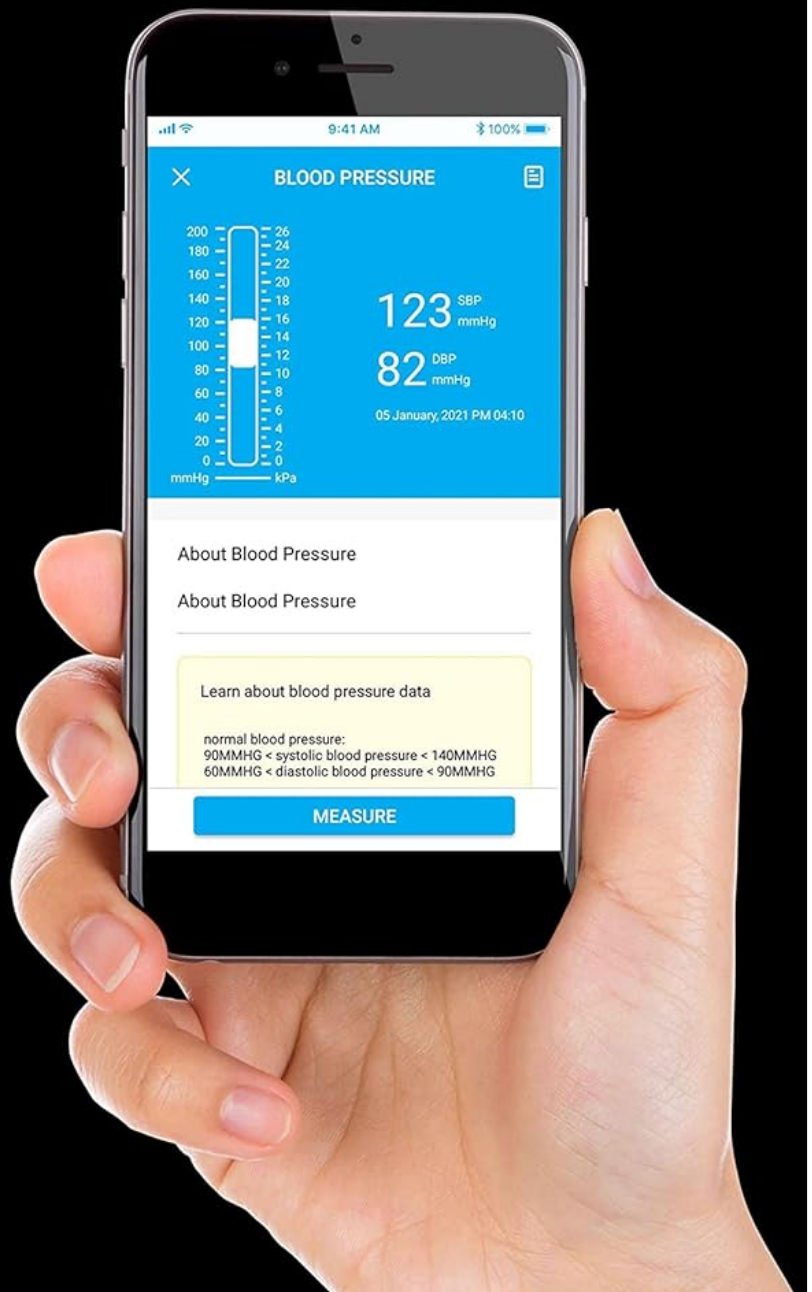 9:41 AM
100%
BLOOD PRESSURE
200
180
160
140
120
100
80
60
40
20
0
mmHg
26
24
22
20
18
16
14
12
10
8
6
4
2
0
kPa
123 SBP mmHg
82 DBP mmHg
05 January, 2021 PM 04:10
About Blood Pressure
About Blood Pressure
Learn about blood pressure data
normal blood pressure:
90MMHG < systolic blood pressure < 140MMHG
60MMHG < diastolic blood pressure < 90MMHG
MEASURE